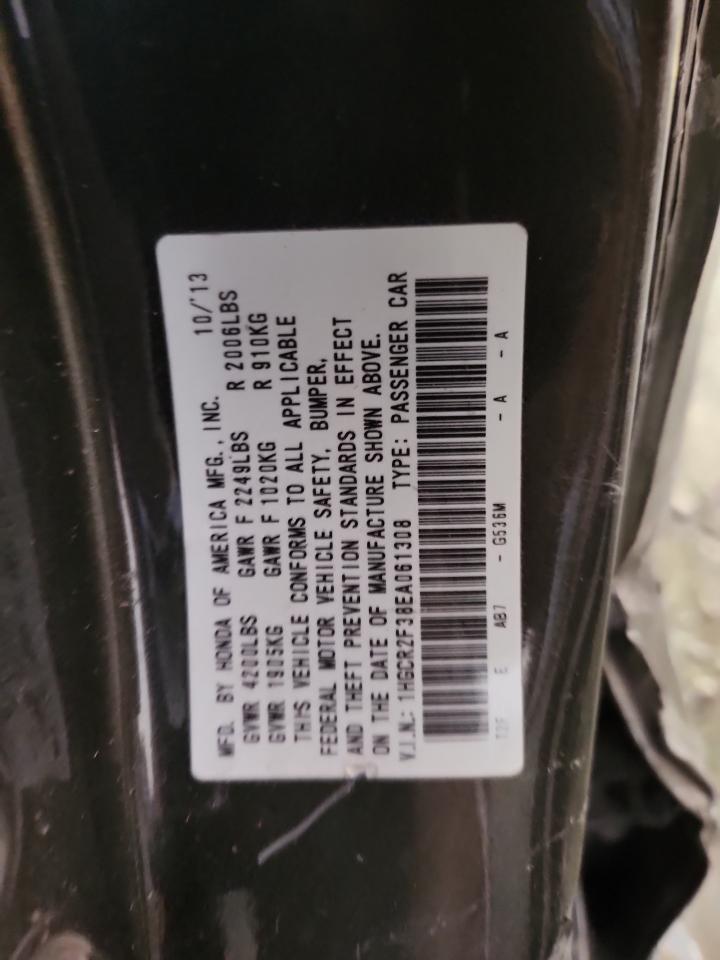 MFD. BY HONDA OF AMERICA MFG., INC. 10/'13
GVWR 4200LBS GAWR F 2249LBS R 2006LBS
GVWR 1905KG GAWR F 1020KG R 910KG
THIS VEHICLE CONFORMS TO ALL APPLICABLE
FEDERAL MOTOR VEHICLE SAFETY, BUMPER,
AND THEFT PREVENTION STANDARDS IN EFFECT
ON THE DATE OF MANUFACTURE SHOWN ABOVE.
V.I.N.: 1HGCR2F38EA061308 TYPE: PASSENGER CAR
T2F E AB7 - G536M - A - A